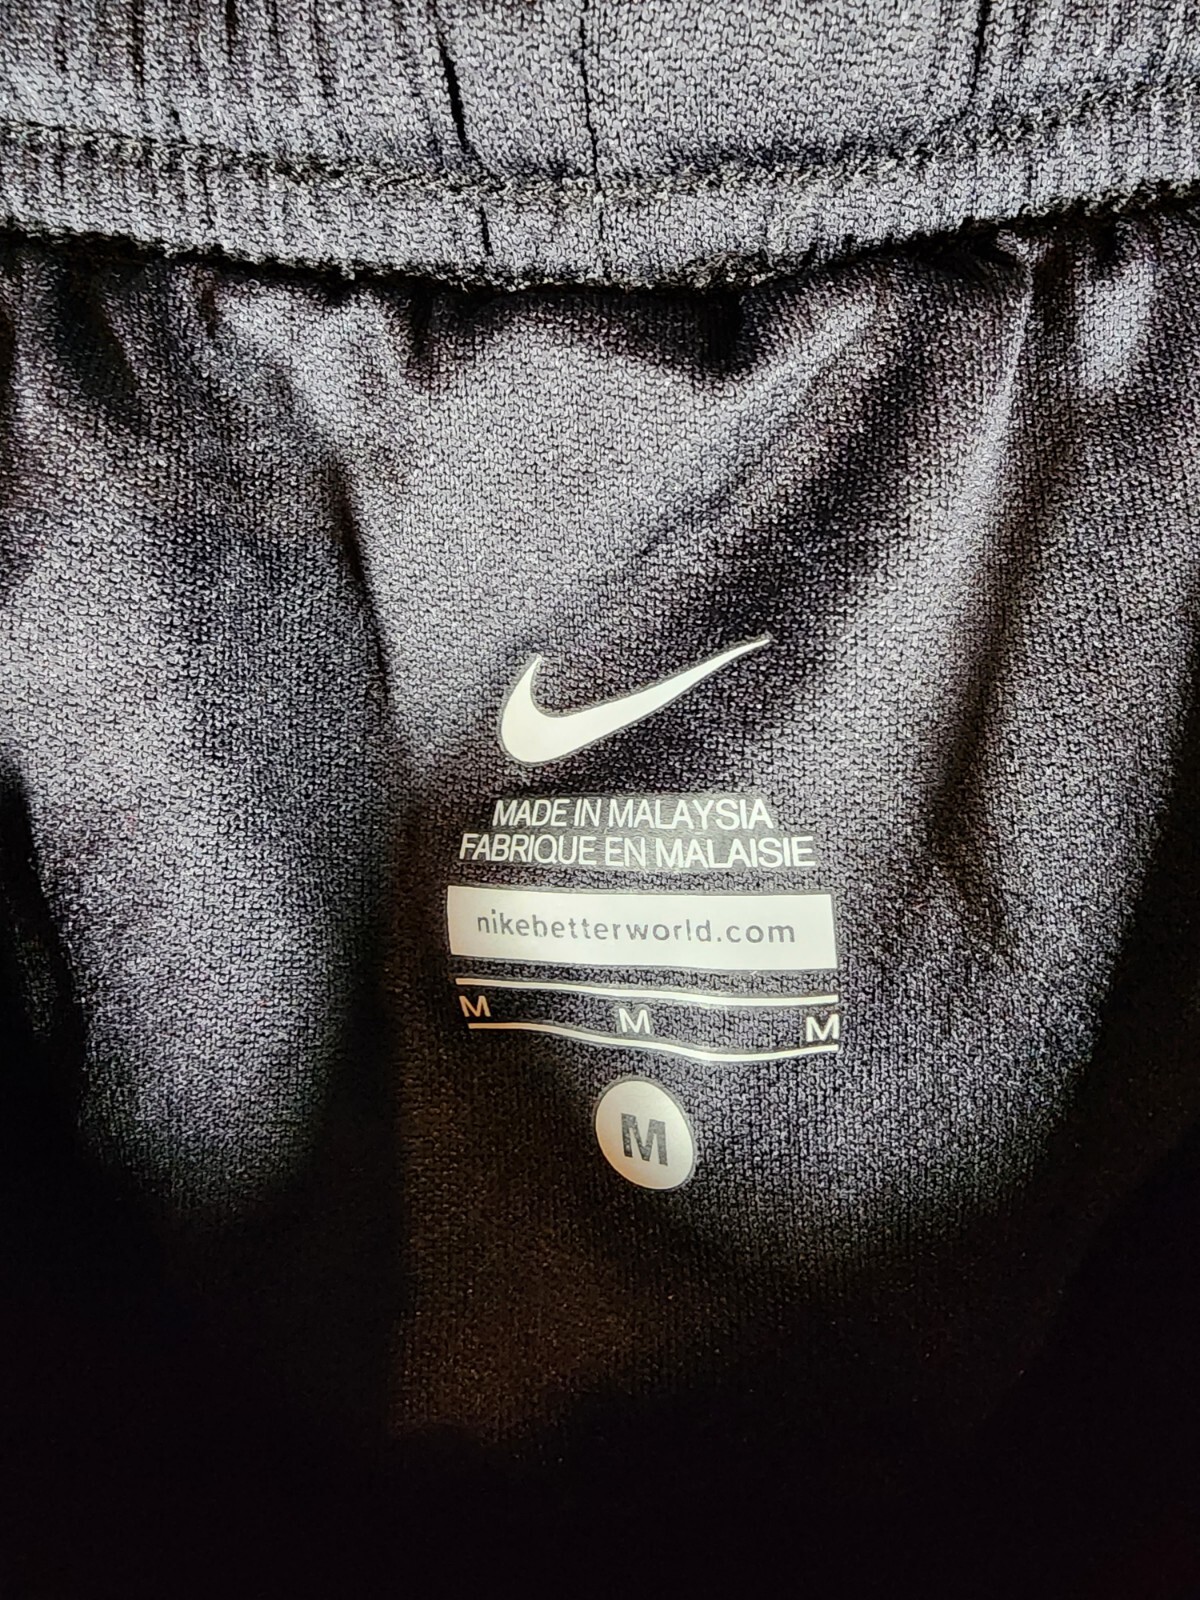 MADE IN MALAYSIA
FABRIQUE EN MALAISIE
nikebetterworld.com
M M M
M